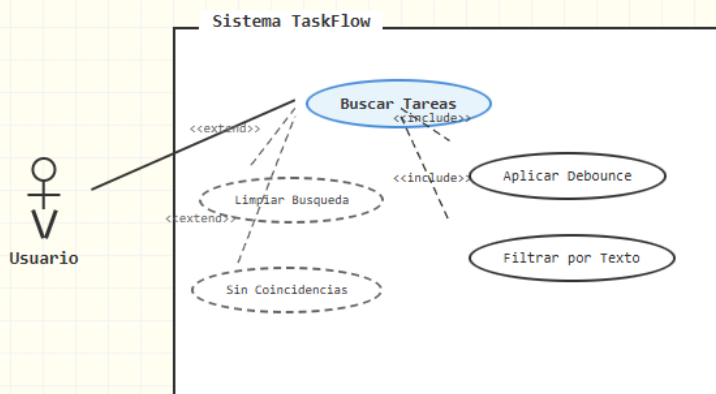 Sistema TaskFlow
Buscar Tareas
<<include>>
<<extend>>
Aplicar Debounce
<<include>>
Limpiar Busqueda
<<extend>>
Usuario
Filtrar por Texto
Sin Coincidencias